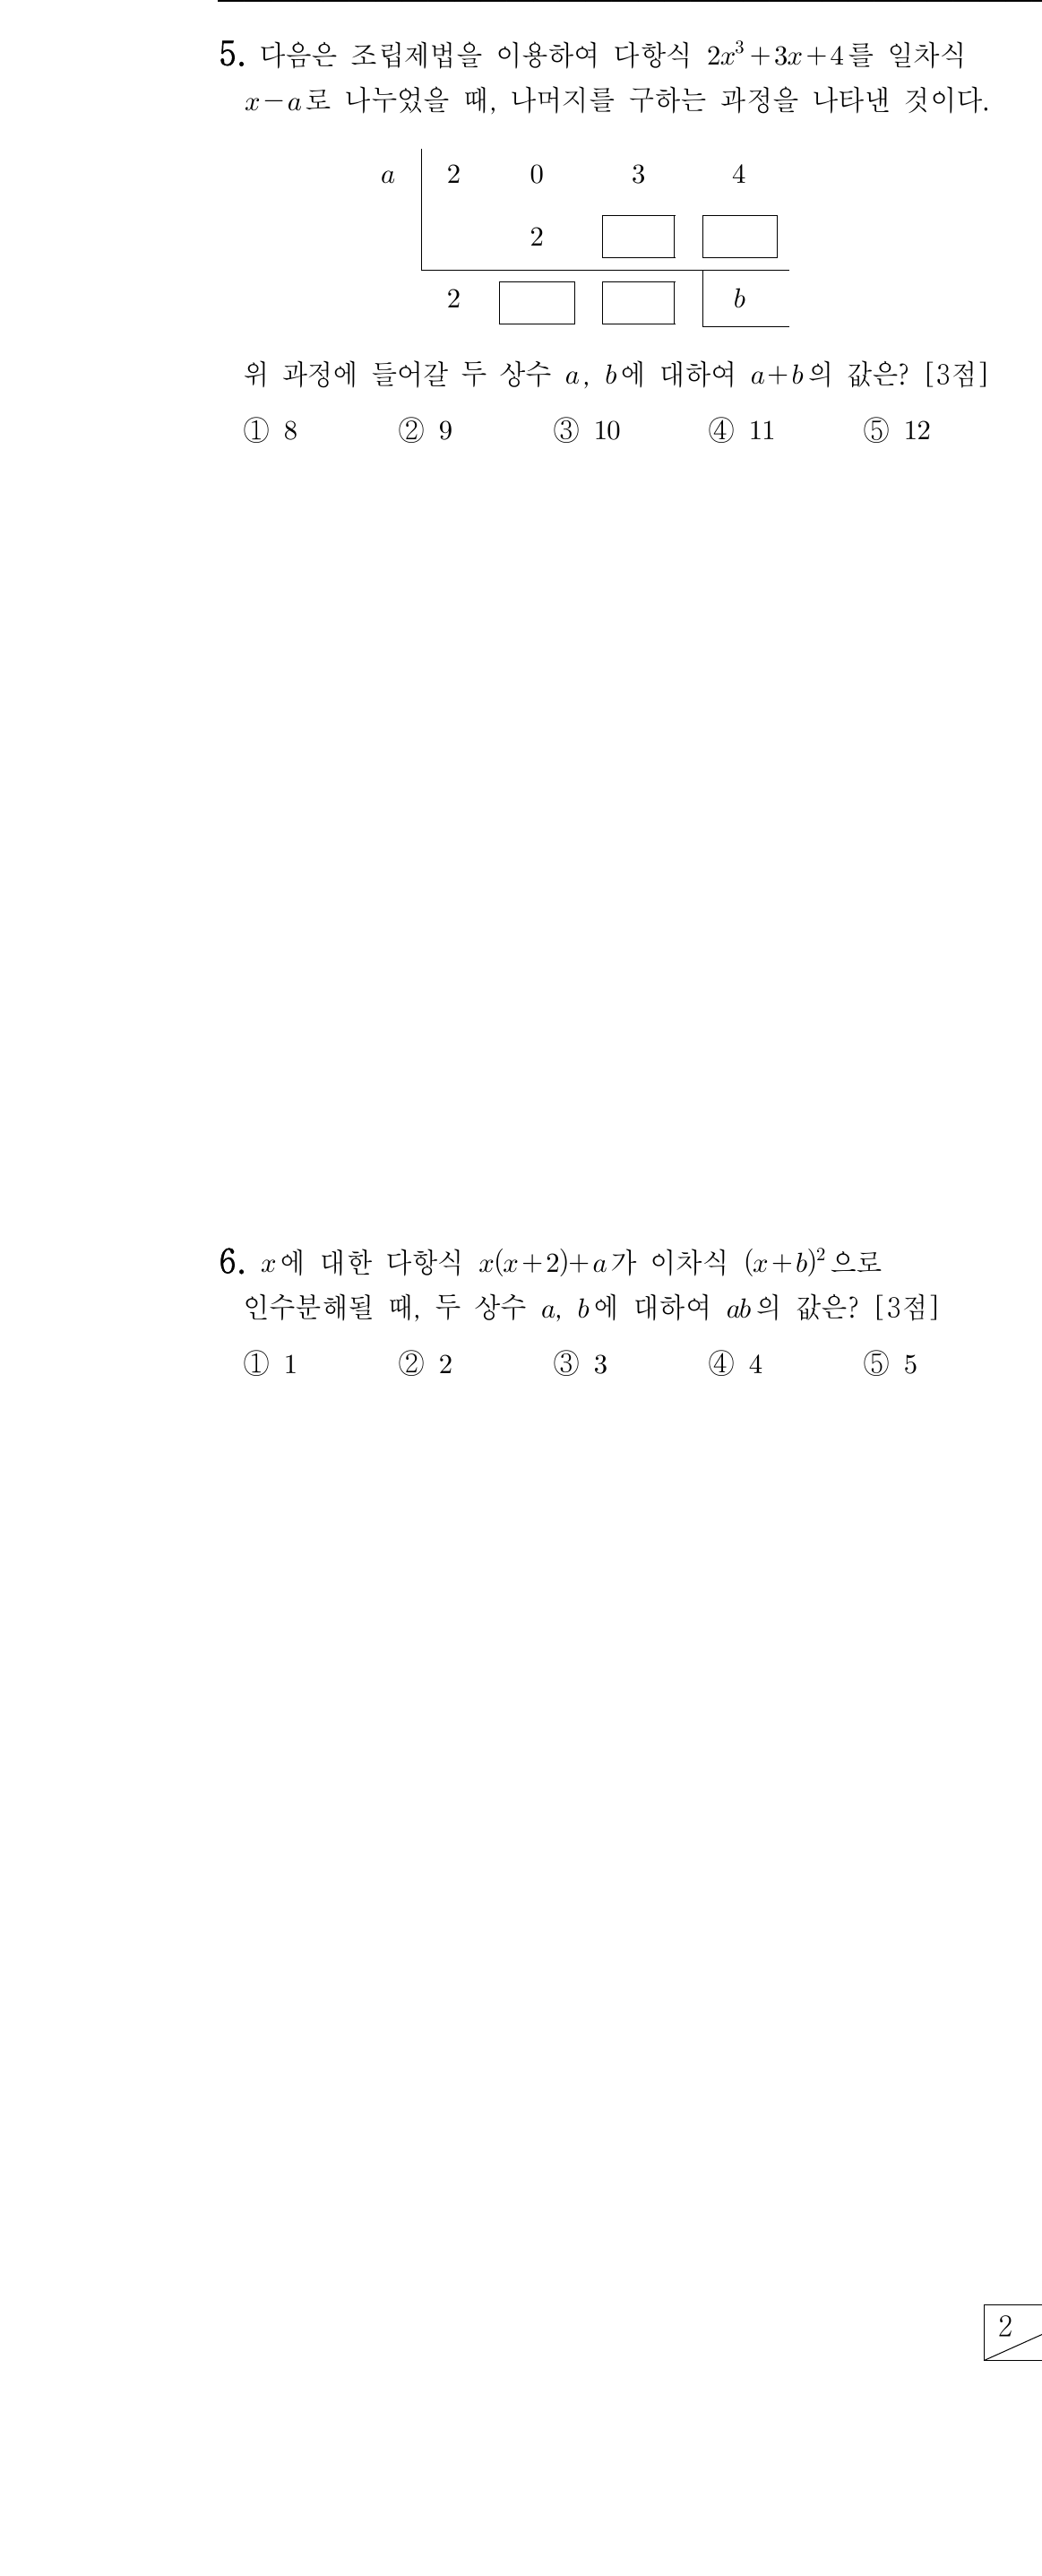 5. 다음은 조립제법을 이용하여 다항식 2x³+3x+4를 일차식
x-a로 나누었을 때, 나머지를 구하는 과정을 나타낸 것이다.
a 2 0 3 4
2
2 b
위 과정에 들어갈 두 상수 a, b에 대하여 a+b의 값은? [3점]
① 8 ② 9 ③ 10 ④ 11 ⑤ 12
6. x에 대한 다항식 x(x+2)+a가 이차식 (x+b)²으로
인수분해될 때, 두 상수 a, b에 대하여 ab의 값은? [3점]
① 1 ② 2 ③ 3 ④ 4 ⑤ 5
2